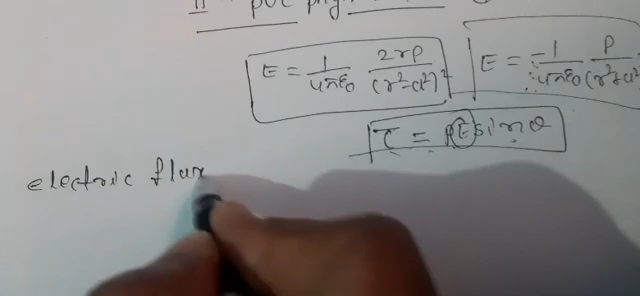 E = 1/4πε0 2rp/(r²-a²)² E = -1/4πε0 p/(r²+a²
τ = pE sinθ
electric flux